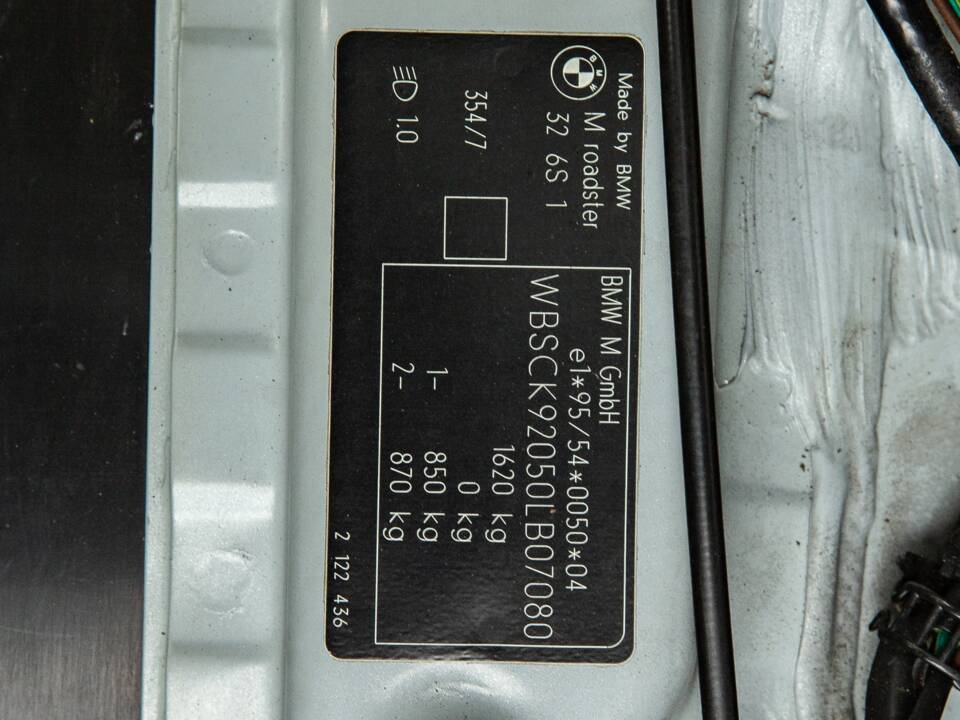 Made by BMW
BMW
M roadster
32 6S 1
354/7
1.0
BMW M GmbH
e1*95/54*0050*04
WBSCK92050LB07080
1620 kg
0 kg
1- 850 kg
2- 870 kg
2 122 436